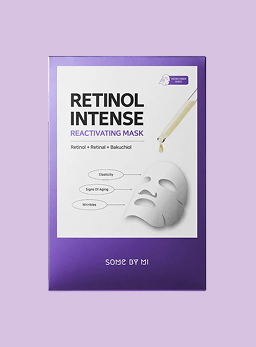 RETINOL
INTENSE
REACTIVATING MASK
Retinol + Retinal + Bakuchiol
Elasticity
Signs Of Aging
Wrinkles
SOME BY MI